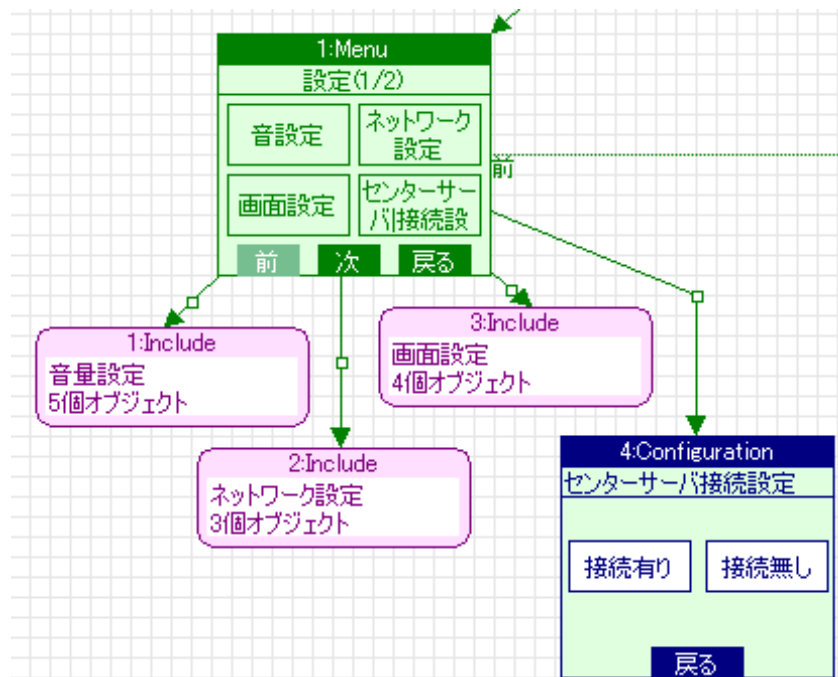 1:Menu
設定(1/2)
音設定
ネットワーク
設定
前
画面設定
センターサー
バ|接続設
前
次
戻る
1:Include
音量設定
5個オブジェクト
3:Include
画面設定
4個オブジェクト
2:Include
ネットワーク設定
3個オブジェクト
4:Configuration
センターサーバ接続設定
接続有り
接続無し
戻る